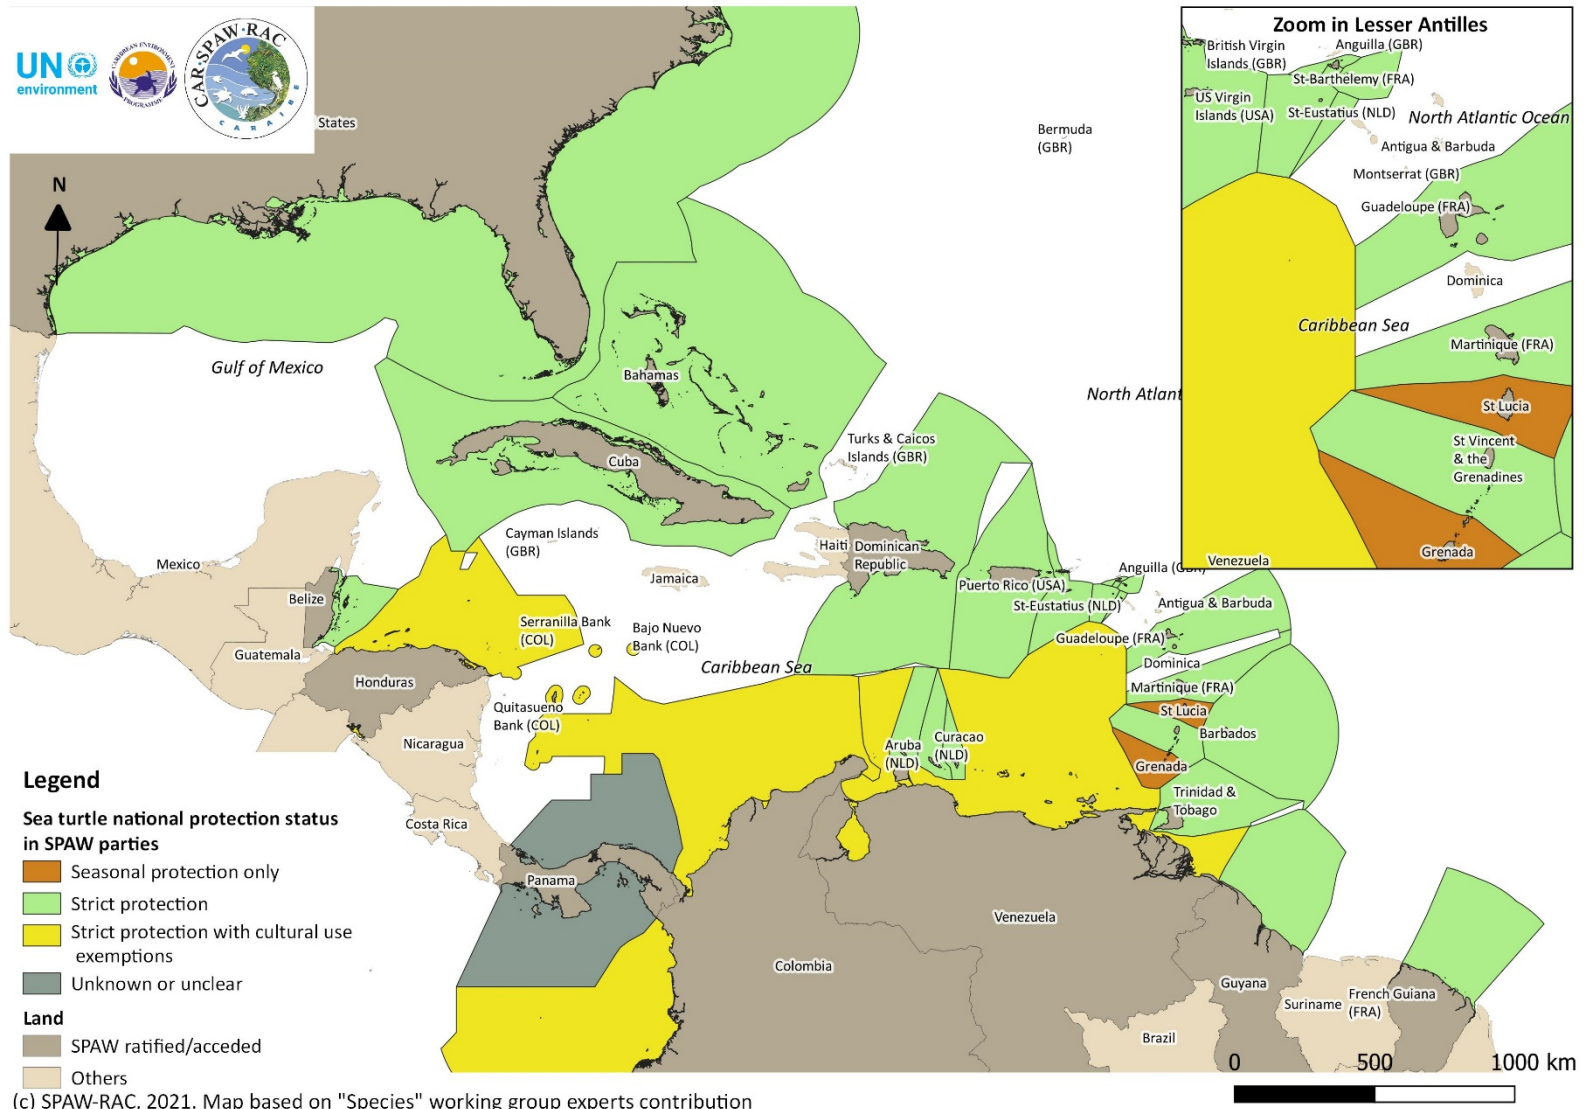 UN
environment
CARIBBEAN ENVIRONMENT
PROGRAMME
CAR-SPAW-RAC
CARAIBE
States
N
Bermuda
(GBR)
Gulf of Mexico
Bahamas
North Atlant
Turks & Caicos
Islands (GBR)
Cuba
Cayman Islands
(GBR)
Haiti
Dominican
Republic
Mexico
Jamaica
Puerto Rico (USA)
Anguilla (GBR)
Belize
St-Eustatius (NLD)
Antigua & Barbuda
Serranilla Bank
(COL)
Bajo Nuevo
Bank (COL)
Guadeloupe (FRA)
Guatemala
Caribbean Sea
Dominica
Honduras
Martinique (FRA)
Quitasueno
Bank (COL)
St Lucia
Nicaragua
Aruba
(NLD)
Curacao
(NLD)
Barbados
Grenada
Trinidad &
Tobago
Costa Rica
Panama
Venezuela
Colombia
Guyana
Suriname
French Guiana
(FRA)
Brazil
Zoom in Lesser Antilles
British Virgin
Islands (GBR)
Anguilla (GBR)
St-Barthelemy (FRA)
US Virgin
Islands (USA)
St-Eustatius (NLD)
North Atlantic Ocean
Antigua & Barbuda
Montserrat (GBR)
Guadeloupe (FRA)
Dominica
Caribbean Sea
Martinique (FRA)
St Lucia
St Vincent
& the
Grenadines
Grenada
Venezuela
Legend
Sea turtle national protection status
in SPAW parties
Seasonal protection only
Strict protection
Strict protection with cultural use
exemptions
Unknown or unclear
Land
SPAW ratified/acceded
Others
0 500 1000 km
(c) SPAW-RAC, 2021. Map based on "Species" working group experts contribution